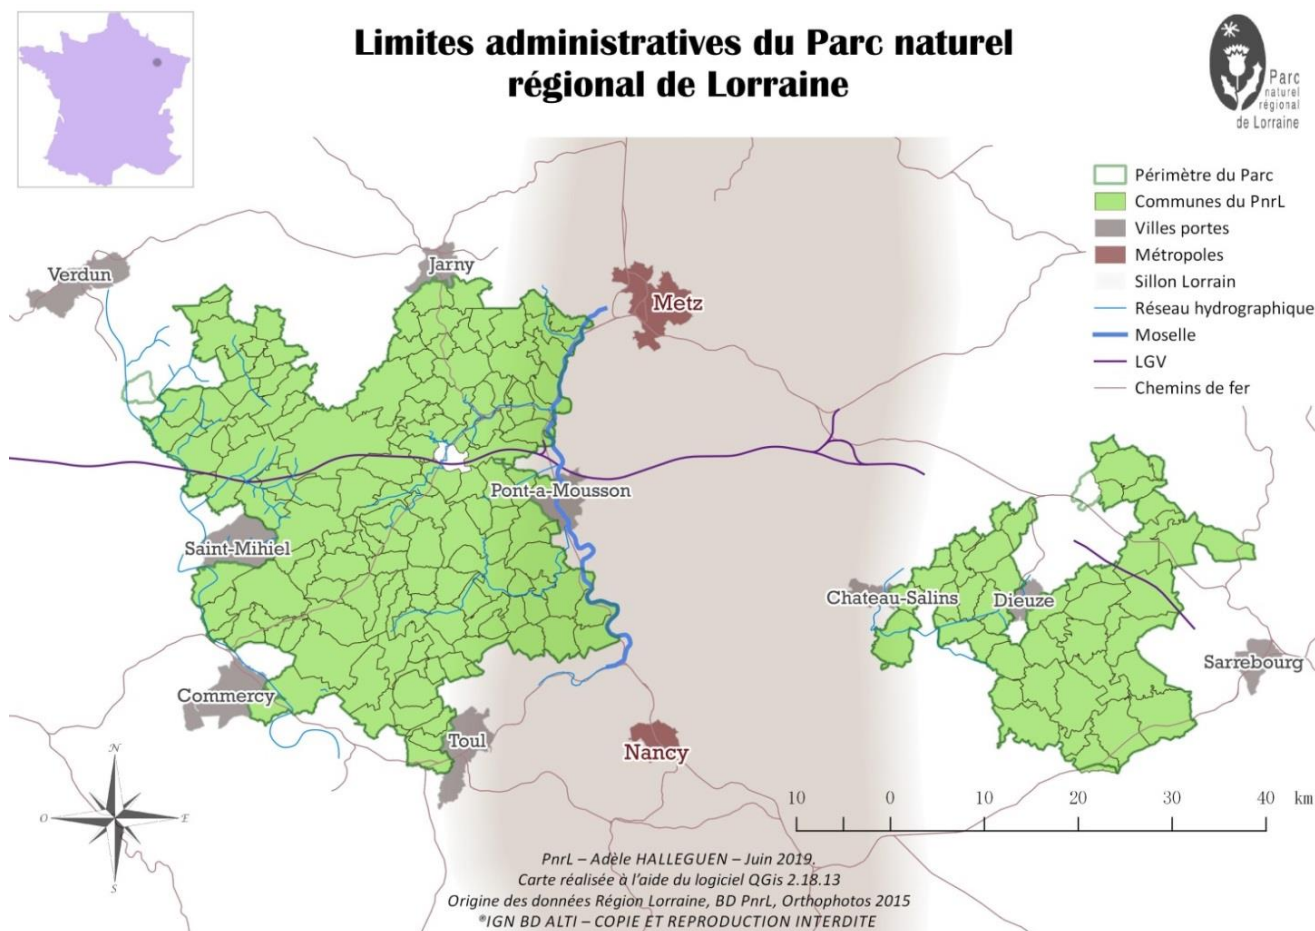 Limites administratives du Parc naturel
régional de Lorraine
Parc
naturel
régional
de Lorraine
Périmètre du Parc
Communes du PnrL
Villes portes
Métropoles
Sillon Lorrain
Réseau hydrographique
Moselle
LGV
Chemins de fer
Verdun
Jarny
Metz
Pont-a-Mousson
Saint-Mihiel
Chateau-Salins
Dieuze
Sarrebourg
Commercy
Toul
Nancy
N
O
E
S
10 0 10 20 30 40 km
PnrL – Adèle HALLEGUEN – Juin 2019.
Carte réalisée à l'aide du logiciel QGis 2.18.13
Origine des données Région Lorraine, BD PnrL, Orthophotos 2015
®IGN BD ALTI – COPIE ET REPRODUCTION INTERDITE